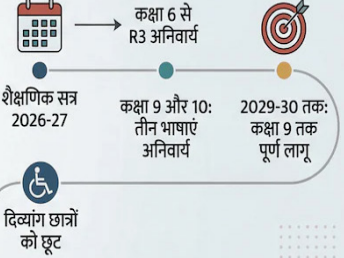 कक्षा 6 से
R3 अनिवार्य
शैक्षणिक सत्र
2026-27
कक्षा 9 और 10:
तीन भाषाएं
अनिवार्य
2029-30 तक:
कक्षा 9 तक
पूर्ण लागू
दिव्यांग छात्रों
को छूट